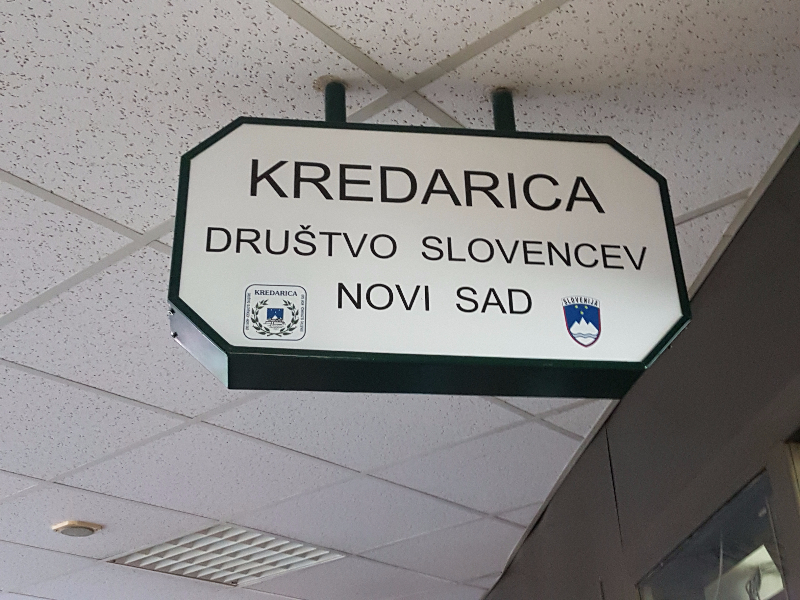 KREDARICA
DRUŠTVO SLOVENCEV
NOVI SAD
KREDARICA
SLOVENIJA